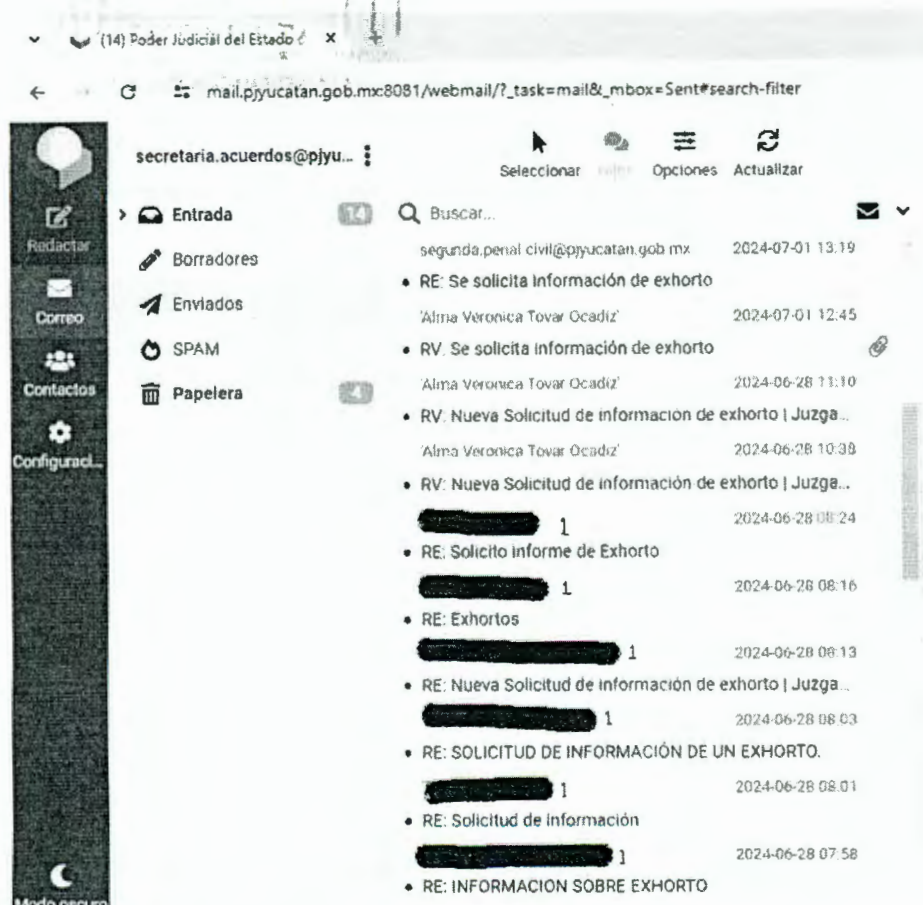 (14) Poder Judicial del Estado d
mail.pjyucatan.gob.mx:8081/webmail/?_task=mail&_mbox=Sent#search-filter
secretaria.acuerdos@pjyu...
Seleccionar
Opciones
Actualizar
Redactar
Correo
Contactos
Configuraci...
Modo oscuro
Entrada 14
Borradores
Enviados
SPAM
Papelera 4
Buscar...
segunda.penal.civil@pjyucatan.gob.mx 2024-07-01 13:19
• RE: Se solicita información de exhorto
'Alma Veronica Tovar Ocadiz' 2024-07-01 12:45
• RV: Se solicita información de exhorto
'Alma Veronica Tovar Ocadiz' 2024-06-28 11:10
• RV: Nueva Solicitud de información de exhorto | Juzga...
'Alma Veronica Tovar Ocadiz' 2024-06-28 10:38
• RV: Nueva Solicitud de información de exhorto | Juzga...
1 2024-06-28 08:24
• RE: Solicito informe de Exhorto
1 2024-06-28 08:16
• RE: Exhortos
1 2024-06-28 08:13
• RE: Nueva Solicitud de información de exhorto | Juzga...
1 2024-06-28 08:03
• RE: SOLICITUD DE INFORMACIÓN DE UN EXHORTO.
1 2024-06-28 08:01
• RE: Solicitud de Información
1 2024-06-28 07:58
• RE: INFORMACION SOBRE EXHORTO